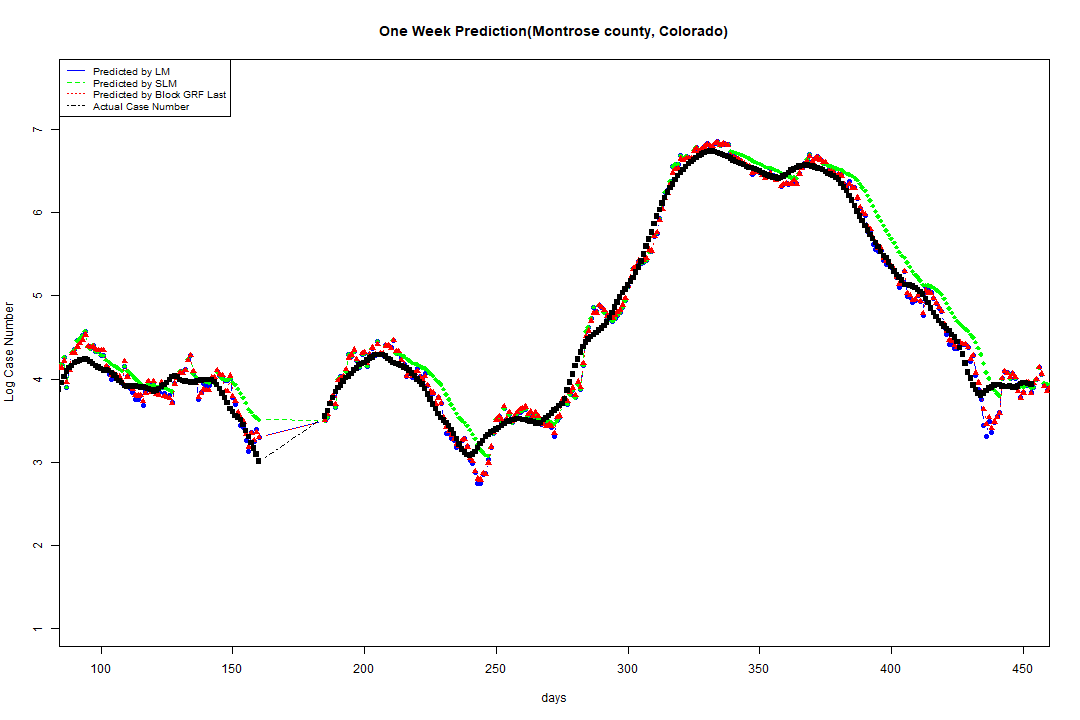 One Week Prediction(Montrose county, Colorado)
Predicted by LM
Predicted by SLM
Predicted by Block GRF Last
Actual Case Number
7
6
5
4
3
2
1
Log Case Number
100 150 200 250 300 350 400 450
days